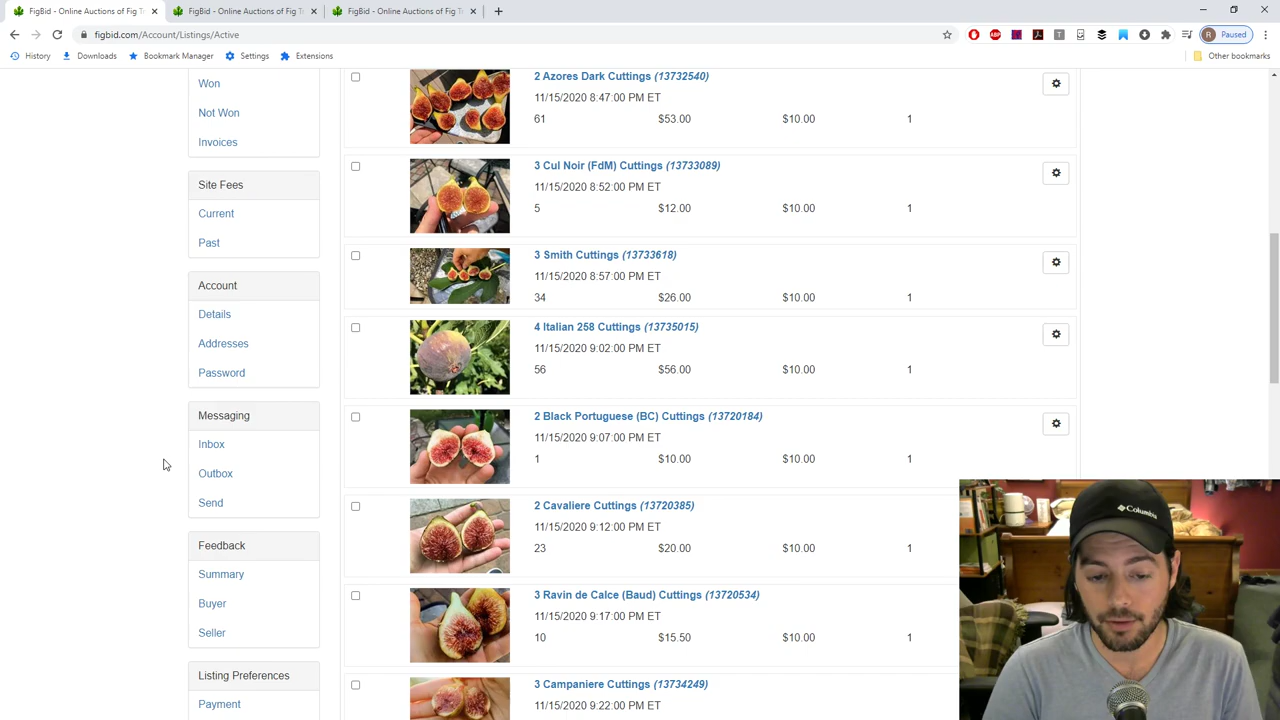 FigBid - Online Auctions of Fig T
FigBid - Online Auctions of Fig Tr
FigBid - Online Auctions of Fig Tr
figbid.com/Account/Listings/Active
Paused
History
Downloads
Bookmark Manager
Settings
Extensions
Other bookmarks
Won
Not Won
Invoices
Site Fees
Current
Past
Account
Details
Addresses
Password
Messaging
Inbox
Outbox
Send
Feedback
Summary
Buyer
Seller
Listing Preferences
Payment
2 Azores Dark Cuttings (13732540)
11/15/2020 8:47:00 PM ET
61 $53.00 $10.00 1
3 Cul Noir (FdM) Cuttings (13733089)
11/15/2020 8:52:00 PM ET
5 $12.00 $10.00 1
3 Smith Cuttings (13733618)
11/15/2020 8:57:00 PM ET
34 $26.00 $10.00 1
4 Italian 258 Cuttings (13735015)
11/15/2020 9:02:00 PM ET
56 $56.00 $10.00 1
2 Black Portuguese (BC) Cuttings (13720184)
11/15/2020 9:07:00 PM ET
1 $10.00 $10.00 1
2 Cavaliere Cuttings (13720385)
11/15/2020 9:12:00 PM ET
23 $20.00 $10.00 1
3 Ravin de Calce (Baud) Cuttings (13720534)
11/15/2020 9:17:00 PM ET
10 $15.50 $10.00 1
3 Campaniere Cuttings (13734249)
11/15/2020 9:22:00 PM ET
Columbia